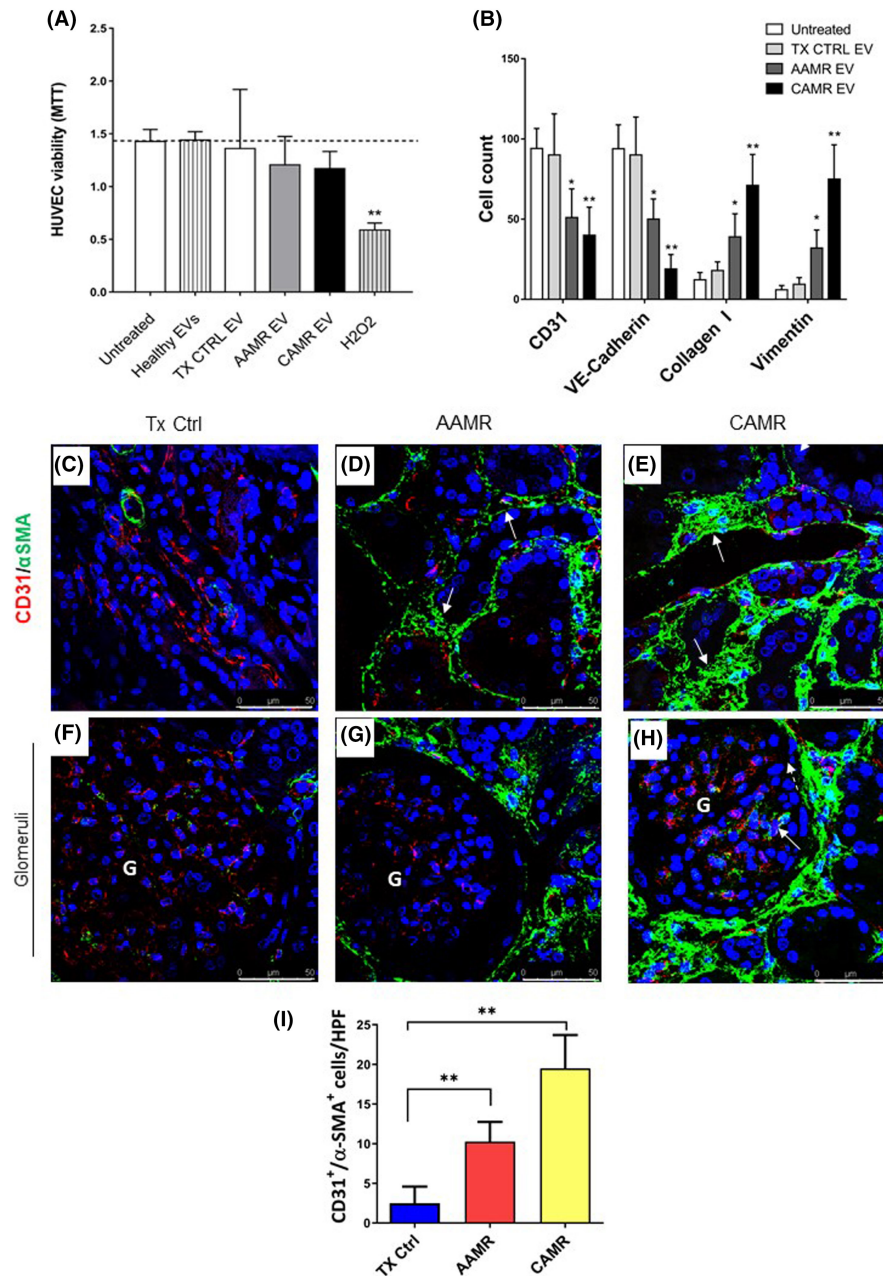 (A)
HUVEC viability (MTT)
2.5
2.0
1.5
1.0
0.5
0.0
**
Untreated
Healthy EVs
TX CTRL EV
AAMR EV
CAMR EV
H2O2
(B)
Untreated
TX CTRL EV
AAMR EV
CAMR EV
Cell count
150
100
50
0
*
**
*
**
*
**
*
**
CD31
VE-Cadherin
Collagen I
Vimentin
Tx Ctrl
AAMR
CAMR
CD31/αSMA
(C)
0 µm 50
(D)
0 µm 50
(E)
0 µm 50
Glomeruli
(F)
G
0 µm 50
(G)
G
0 µm 50
(H)
G
0 µm
(I)
CD31+/α-SMA+ cells/HPF
25
20
15
10
5
0
**
**
TX Ctrl
AAMR
CAMR